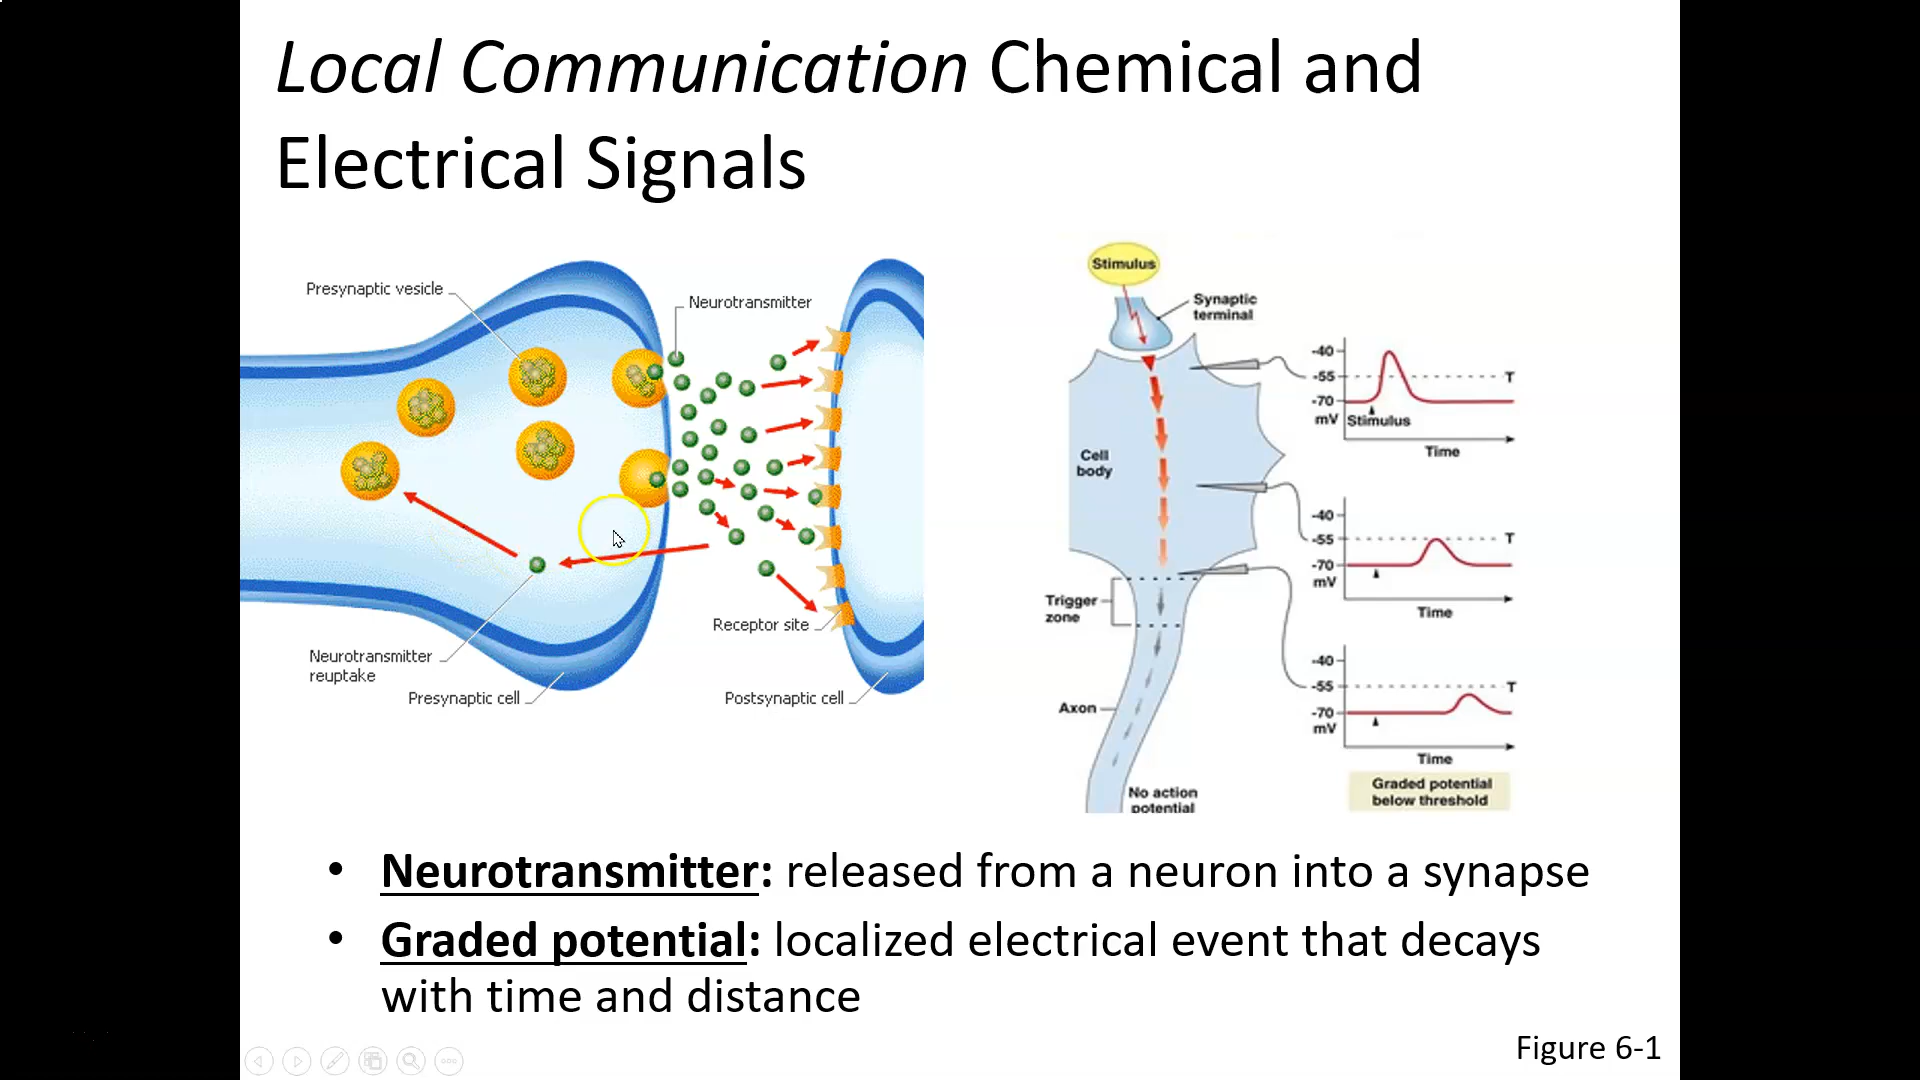 Local Communication Chemical and
Electrical Signals
Presynaptic vesicle
Neurotransmitter
Receptor site
Neurotransmitter
reuptake
Presynaptic cell
Postsynaptic cell
Stimulus
Synaptic
terminal
Cell
body
Trigger
zone
Axon
No action
potential
-40
-55
T
-70
mV
Stimulus
Time
-40
-55
T
-70
mV
Time
-40
-55
T
-70
mV
Time
Graded potential
below threshold
• Neurotransmitter: released from a neuron into a synapse
• Graded potential: localized electrical event that decays
with time and distance
Figure 6-1